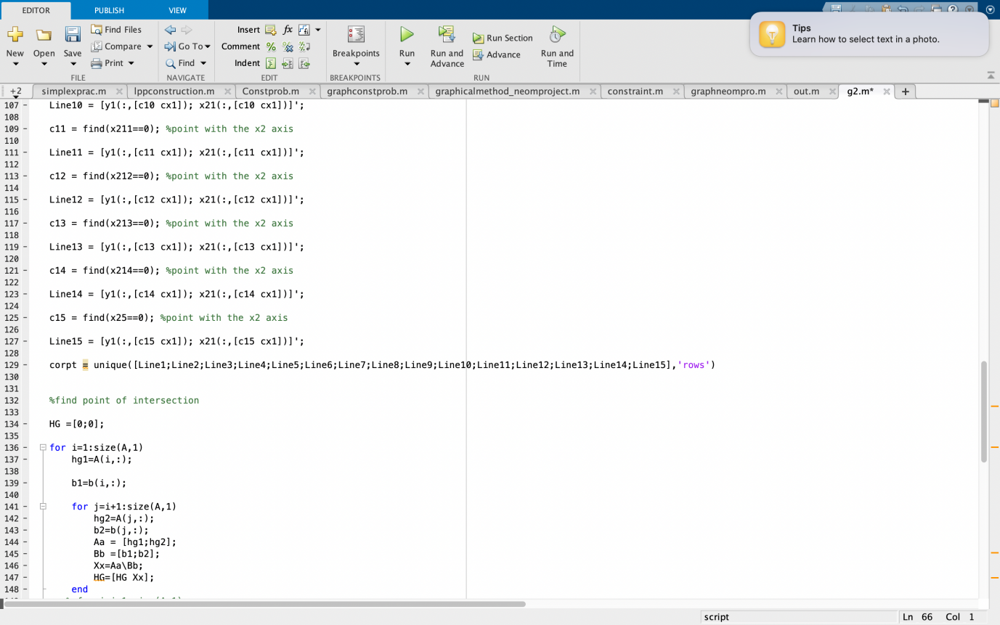 EDITOR PUBLISH VIEW
Tips
Learn how to select text in a photo.
New Open Save Find Files Compare Print
FILE
Go To Find
NAVIGATE
Insert fx
Comment
Indent
EDIT
Breakpoints
BREAKPOINTS
Run Run and Advance Run Section Advance Run and Time
RUN
+2 simplexprac.m lppconstruction.m Constprob.m graphconstprob.m graphicalmethod_neomproject.m constraint.m graphneompro.m out.m g2.m* +
107 - Line10 = [y1(:,[c10 cx1]); x21(:,[c10 cx1])]';
108
109 - c11 = find(x211==0); %point with the x2 axis
110
111 - Line11 = [y1(:,[c11 cx1]); x21(:,[c11 cx1])]';
112
113 - c12 = find(x212==0); %point with the x2 axis
114
115 - Line12 = [y1(:,[c12 cx1]); x21(:,[c12 cx1])]';
116
117 - c13 = find(x213==0); %point with the x2 axis
118
119 - Line13 = [y1(:,[c13 cx1]); x21(:,[c13 cx1])]';
120
121 - c14 = find(x214==0); %point with the x2 axis
122
123 - Line14 = [y1(:,[c14 cx1]); x21(:,[c14 cx1])]';
124
125 - c15 = find(x25==0); %point with the x2 axis
126
127 - Line15 = [y1(:,[c15 cx1]); x21(:,[c15 cx1])]';
128
129 - corpt = unique([Line1;Line2;Line3;Line4;Line5;Line6;Line7;Line8;Line9;Line10;Line11;Line12;Line13;Line14;Line15],'rows')
130
131
132 %find point of intersection
133
134 - HG =[0;0];
135
136 - for i=1:size(A,1)
137 - hg1=A(i,:);
138
139 - b1=b(i,:);
140
141 - for j=i+1:size(A,1)
142 - hg2=A(j,:);
143 - b2=b(j,:);
144 - Aa = [hg1;hg2];
145 - Bb =[b1;b2];
146 - Xx=Aa\Bb;
147 - HG=[HG Xx];
148 - end
script Ln 66 Col 1